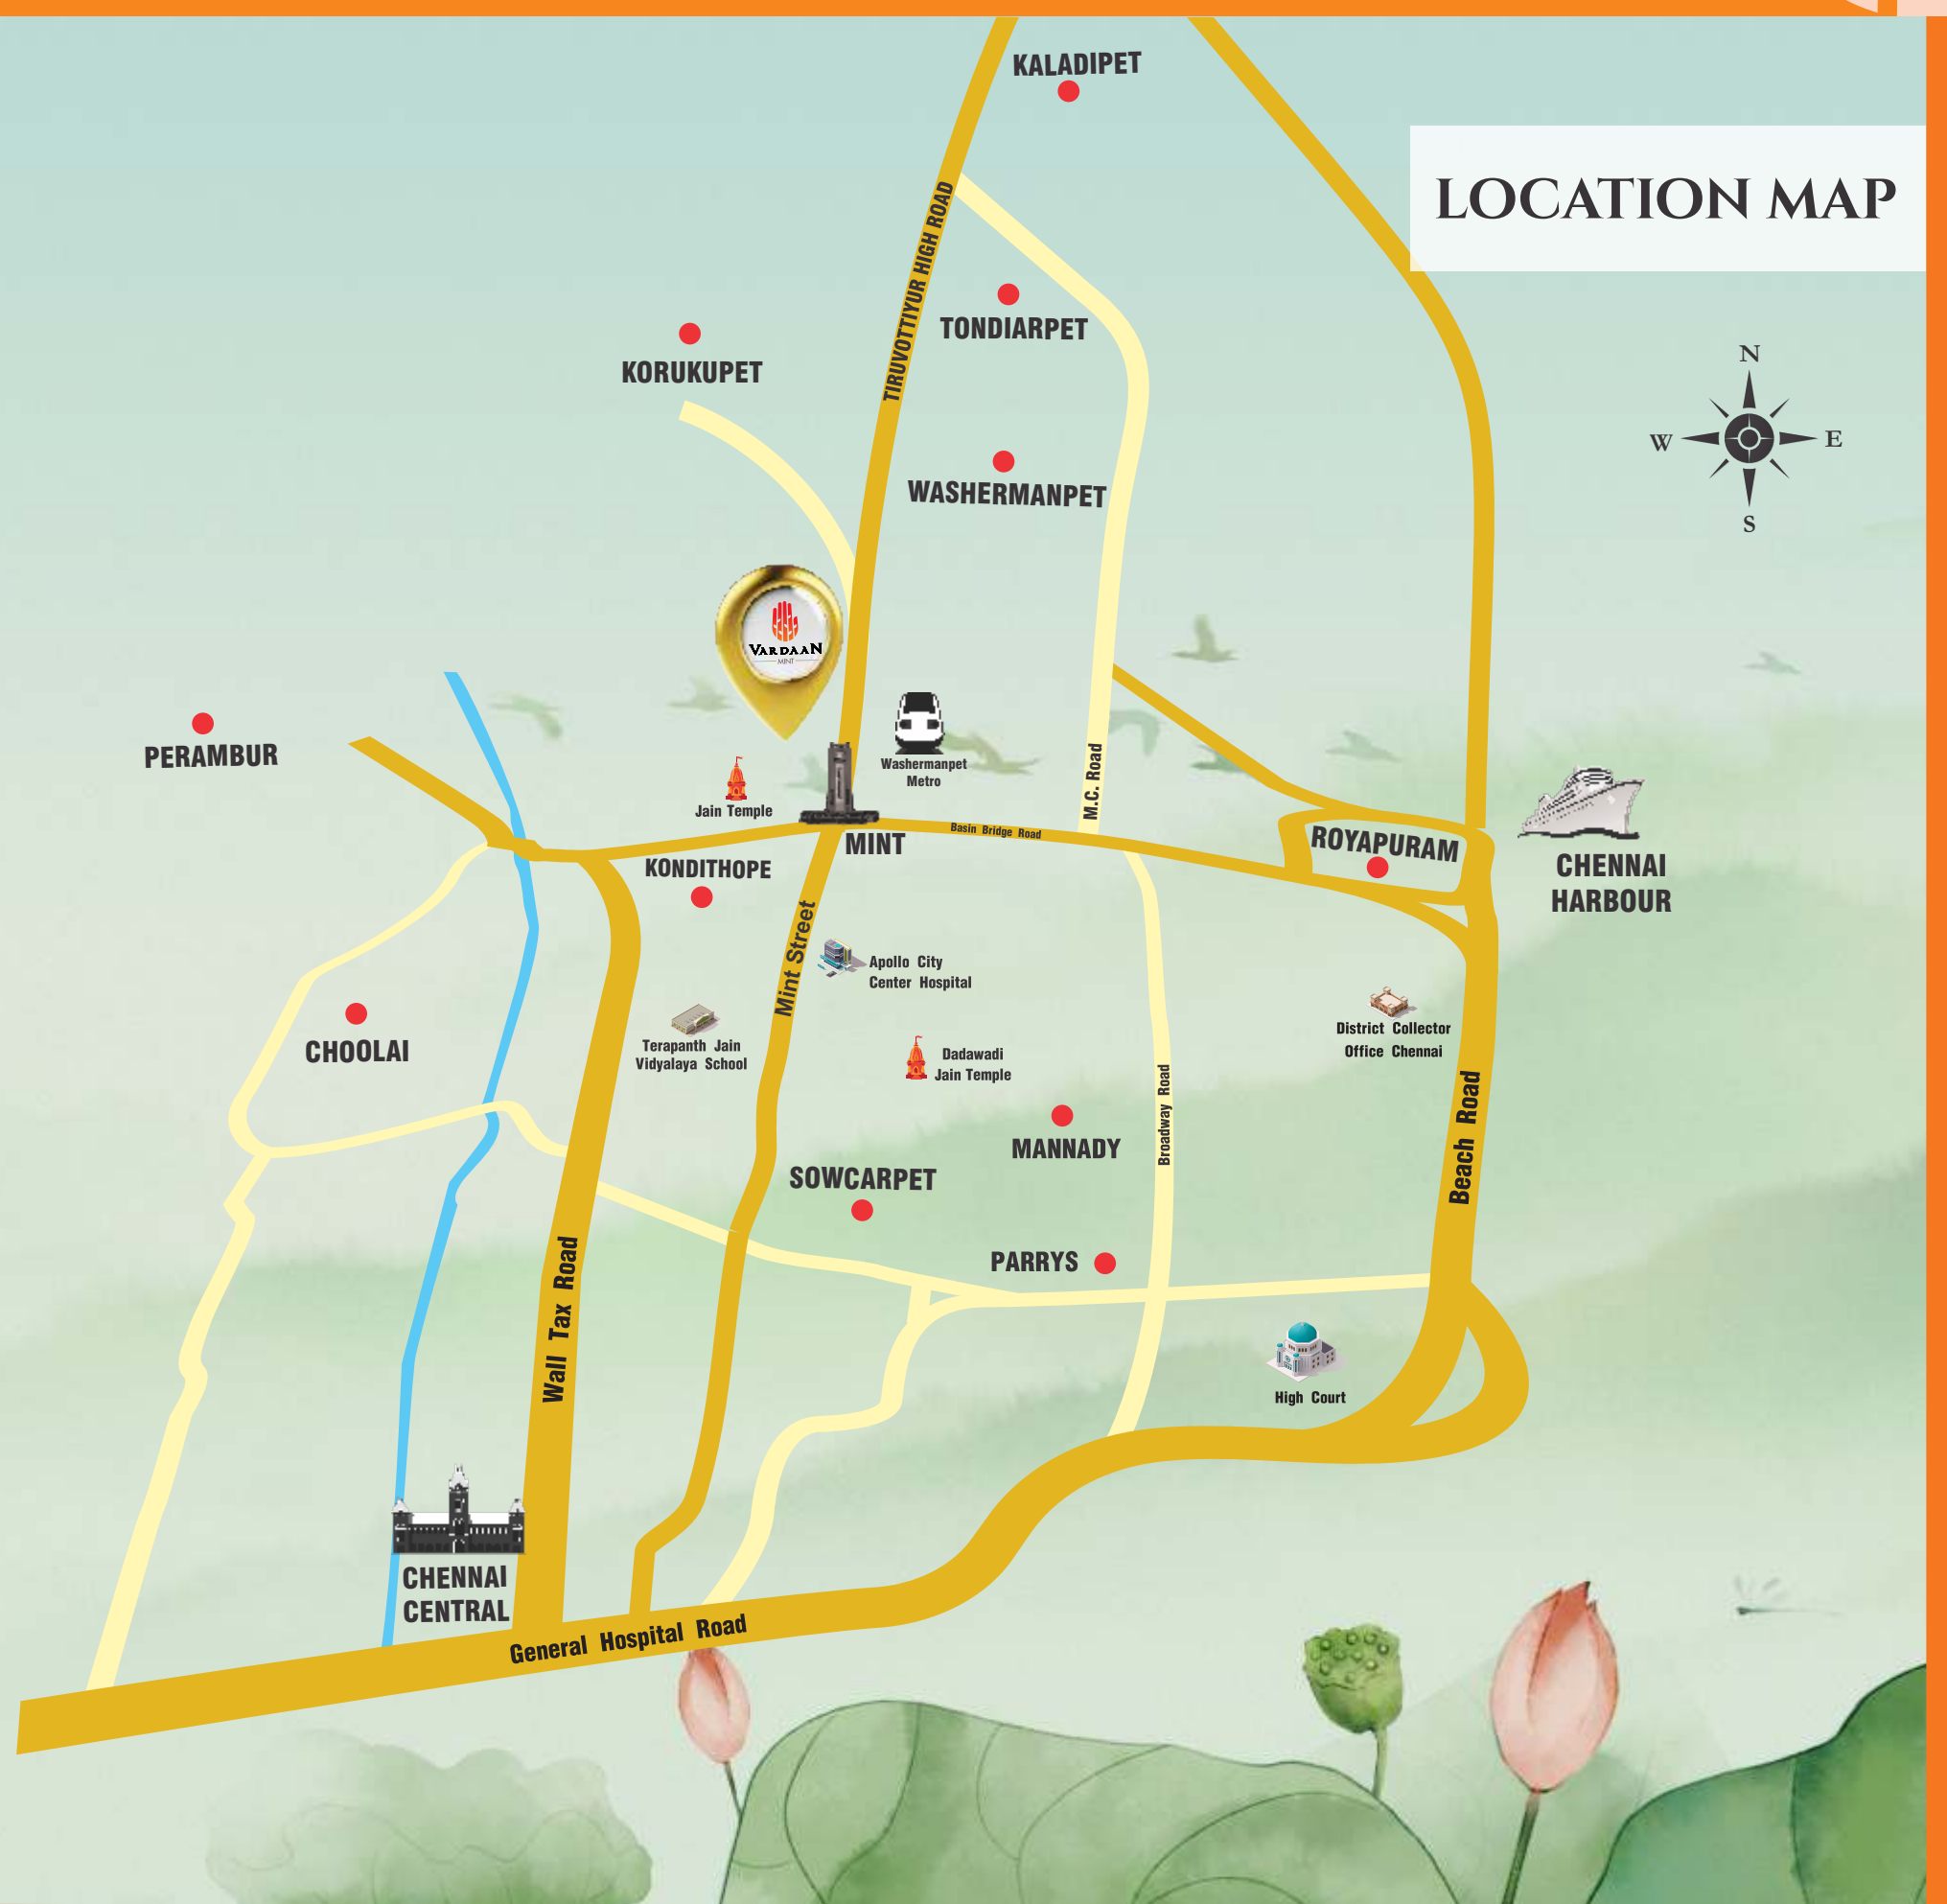 KALADIPET
LOCATION MAP
TIRUVOTTIYUR HIGH ROAD
TONDIARPET
KORUKUPET
N
W
E
S
WASHERMANPET
VARDAAN
MINT
PERAMBUR
Washermanpet
Metro
M.C. Road
Jain Temple
MINT
Basin Bridge Road
ROYAPURAM
CHENNAI
HARBOUR
KONDITHOPE
Mint Street
Apollo City
Center Hospital
CHOOLAI
Terapanth Jain
Vidyalaya School
Dadawadi
Jain Temple
District Collector
Office Chennai
Broadway Road
Beach Road
MANNADY
SOWCARPET
PARRYS
Wall Tax Road
High Court
CHENNAI
CENTRAL
General Hospital Road